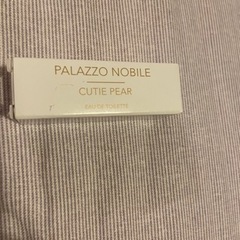 PALAZZO NOBILE
CUTIE PEAR
EAU DE TOILETTE